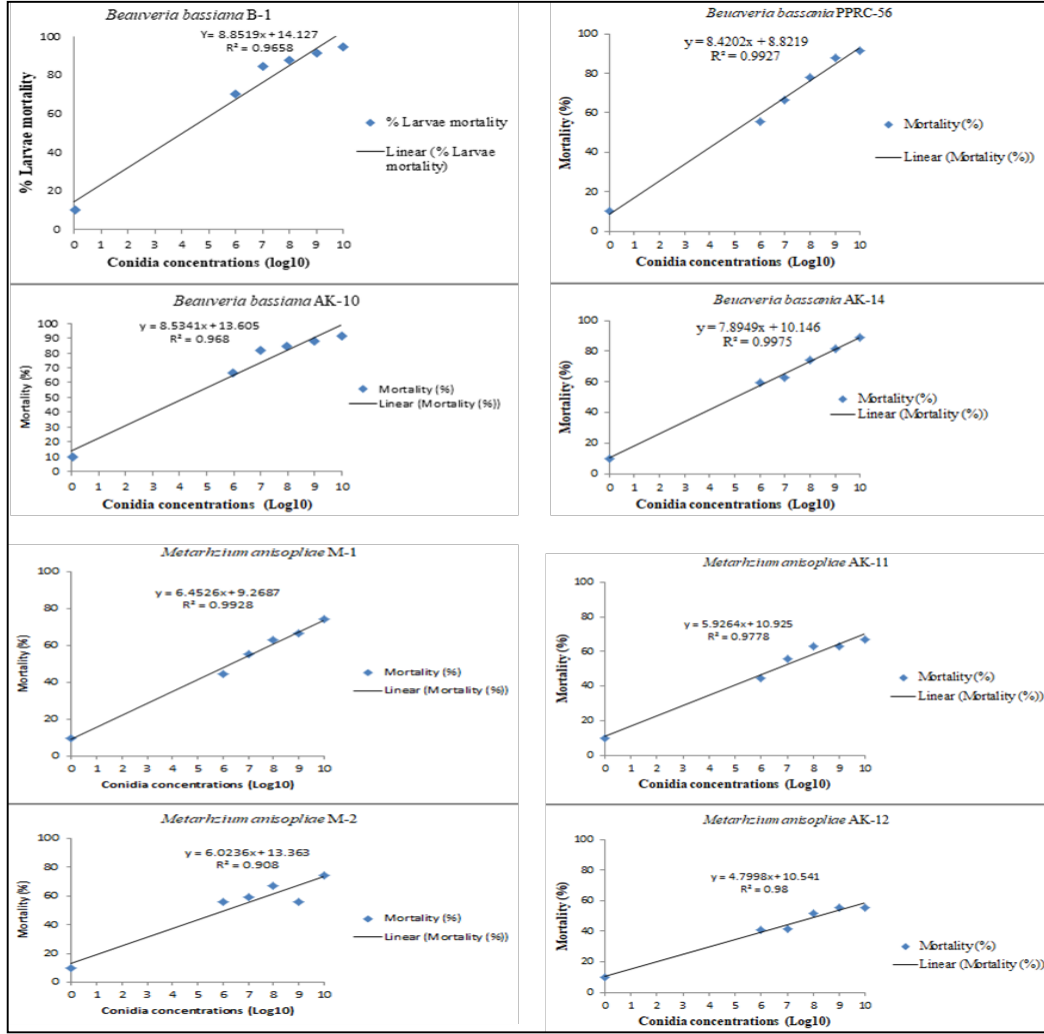 Beauveria bassiana B-1
Y= 8.8519x + 14.127
R² = 0.9658
100
80
60
40
20
0
% Larvae mortality
% Larvae mortality
Linear (% Larvae
mortality)
0 1 2 3 4 5 6 7 8 9 10
Conidia concentrations (log10)
Beuaveria bassania PPRC-56
y = 8.4202x + 8.8219
R² = 0.9927
100
80
60
40
20
0
Mortality (%)
Mortality (%)
Linear (Mortality (%))
0 1 2 3 4 5 6 7 8 9 10
Conidia concentrations (Log10)
Beauveria bassiana AK-10
y = 8.5341x + 13.605
R² = 0.968
100
90
80
70
60
50
40
30
20
10
0
Mortality (%)
Mortality (%)
Linear (Mortality (%))
0 1 2 3 4 5 6 7 8 9 10
Conidia concentrations (Log10)
Beuaveria bassania AK-14
y = 7.8949x + 10.146
R² = 0.9975
100
80
60
40
20
0
Mortality (%)
Mortality (%)
Linear (Mortality (%))
0 1 2 3 4 5 6 7 8 9 10
Conidia concentrations (Log10)
Metarhzium anisopliae M-1
y = 6.4526x + 9.2687
R² = 0.9928
100
80
60
40
20
0
Mortality (%)
Mortality (%)
Linear (Mortality (%))
0 1 2 3 4 5 6 7 8 9 10
Conidia concentrations (Log10)
Metarhzium anisopliae AK-11
y = 5.9264x + 10.925
R² = 0.9778
100
80
60
40
20
0
Mortality (%)
Mortality (%)
Linear (Mortality (%))
0 1 2 3 4 5 6 7 8 9 10
Conidia concentrations (Log10)
Metarhzium anisopliae M-2
y = 6.0236x + 13.363
R² = 0.908
100
80
60
40
20
0
Mortality (%)
Mortality (%)
Linear (Mortality (%))
0 1 2 3 4 5 6 7 8 9 10
Conidia concentrations (Log10)
Metarhzium anisopliae AK-12
y = 4.7998x + 10.541
R² = 0.98
100
80
60
40
20
0
Mortality (%)
Mortality (%)
Linear (Mortality (%))
0 1 2 3 4 5 6 7 8 9 10
Conidia concentrations (Log10)